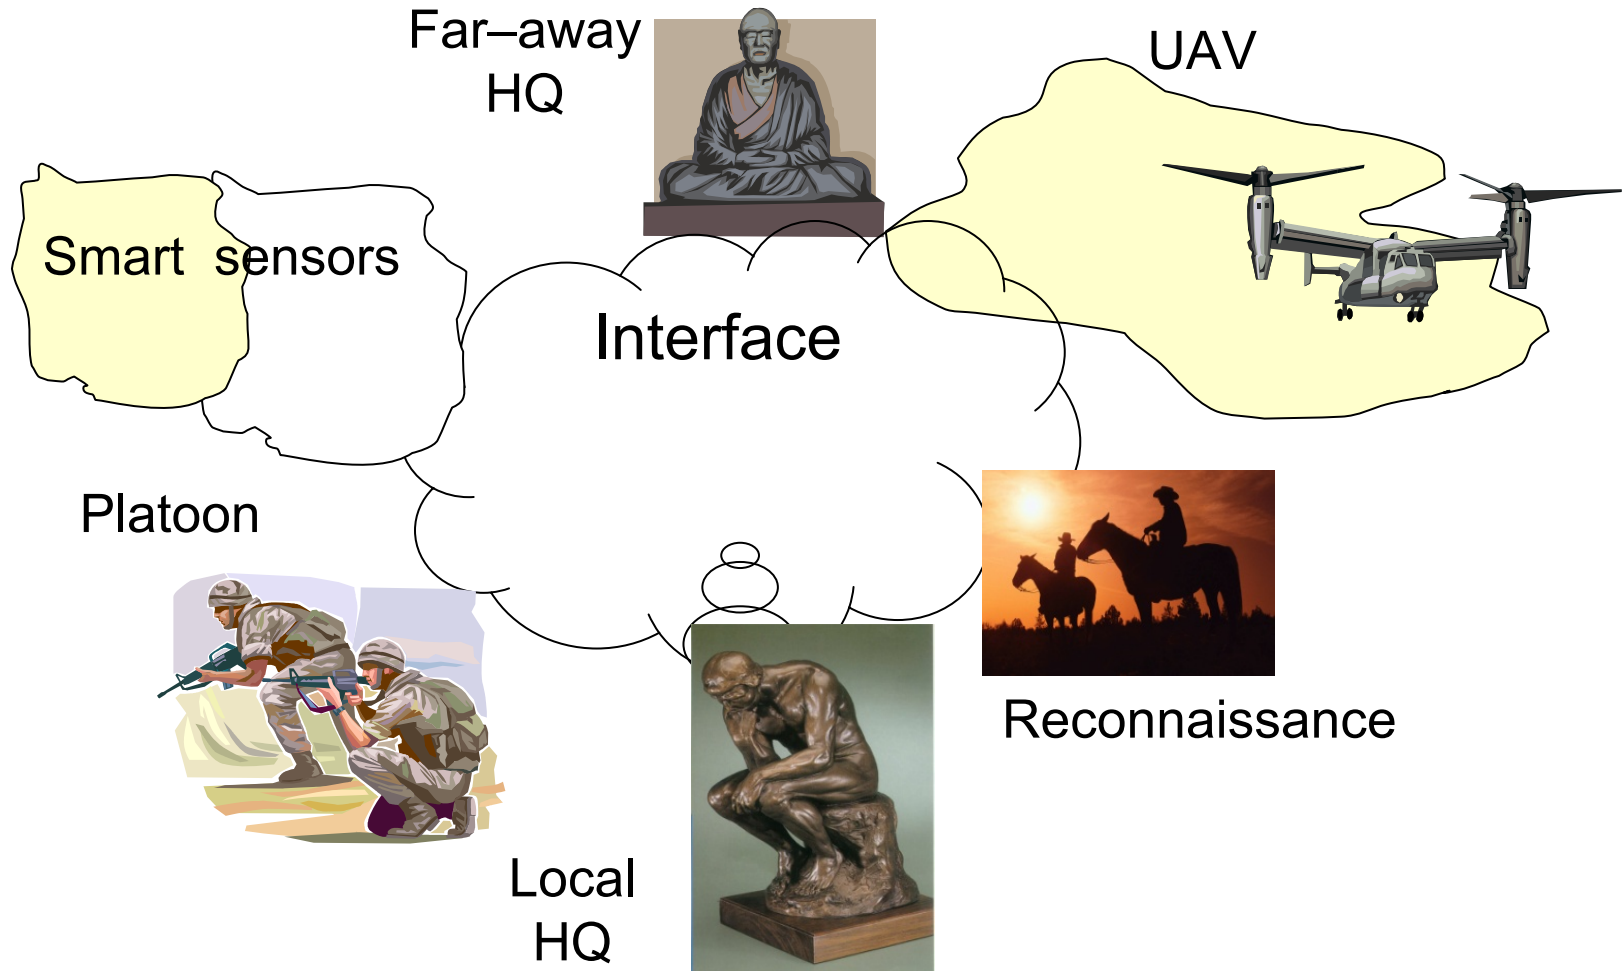 Far–away
HQ
UAV
Smart sensors
Interface
Platoon
Reconnaissance
Local
HQ